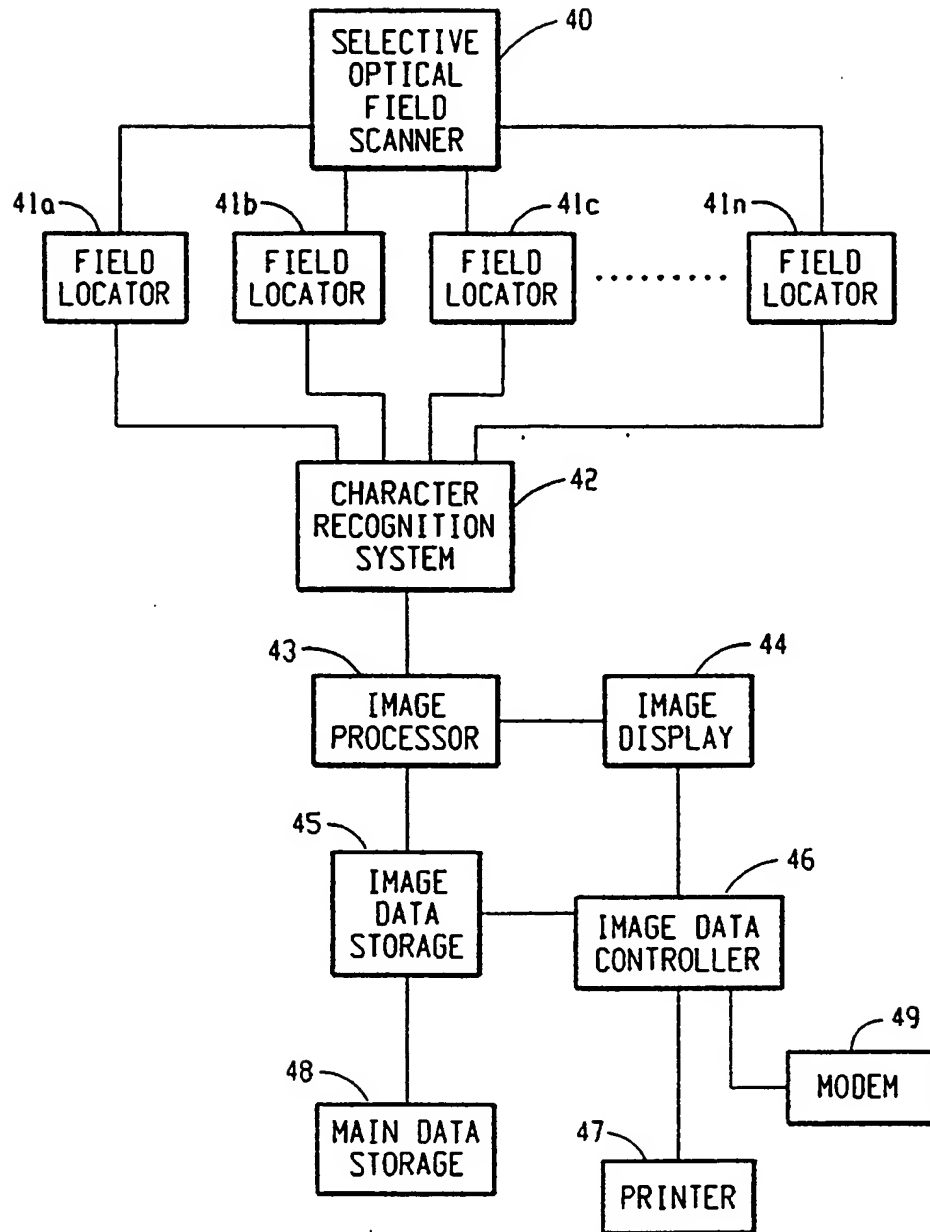 40
SELECTIVE
OPTICAL
FIELD
SCANNER
41a
41b
41c
41n
FIELD
LOCATOR
FIELD
LOCATOR
FIELD
LOCATOR
.........
FIELD
LOCATOR
42
CHARACTER
RECOGNITION
SYSTEM
43
44
IMAGE
PROCESSOR
IMAGE
DISPLAY
45
46
IMAGE
DATA
STORAGE
IMAGE DATA
CONTROLLER
49
MODEM
48
MAIN DATA
STORAGE
47
PRINTER